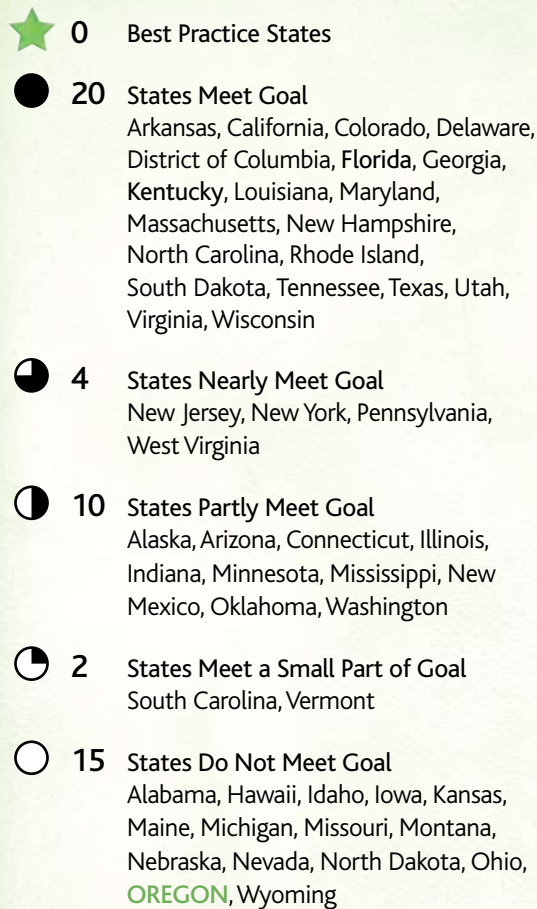 0 Best Practice States
20 States Meet Goal
Arkansas, California, Colorado, Delaware,
District of Columbia, Florida, Georgia,
Kentucky, Louisiana, Maryland,
Massachusetts, New Hampshire,
North Carolina, Rhode Island,
South Dakota, Tennessee, Texas, Utah,
Virginia, Wisconsin
4 States Nearly Meet Goal
New Jersey, New York, Pennsylvania,
West Virginia
10 States Partly Meet Goal
Alaska, Arizona, Connecticut, Illinois,
Indiana, Minnesota, Mississippi, New
Mexico, Oklahoma, Washington
2 States Meet a Small Part of Goal
South Carolina, Vermont
15 States Do Not Meet Goal
Alabama, Hawaii, Idaho, Iowa, Kansas,
Maine, Michigan, Missouri, Montana,
Nebraska, Nevada, North Dakota, Ohio,
OREGON, Wyoming